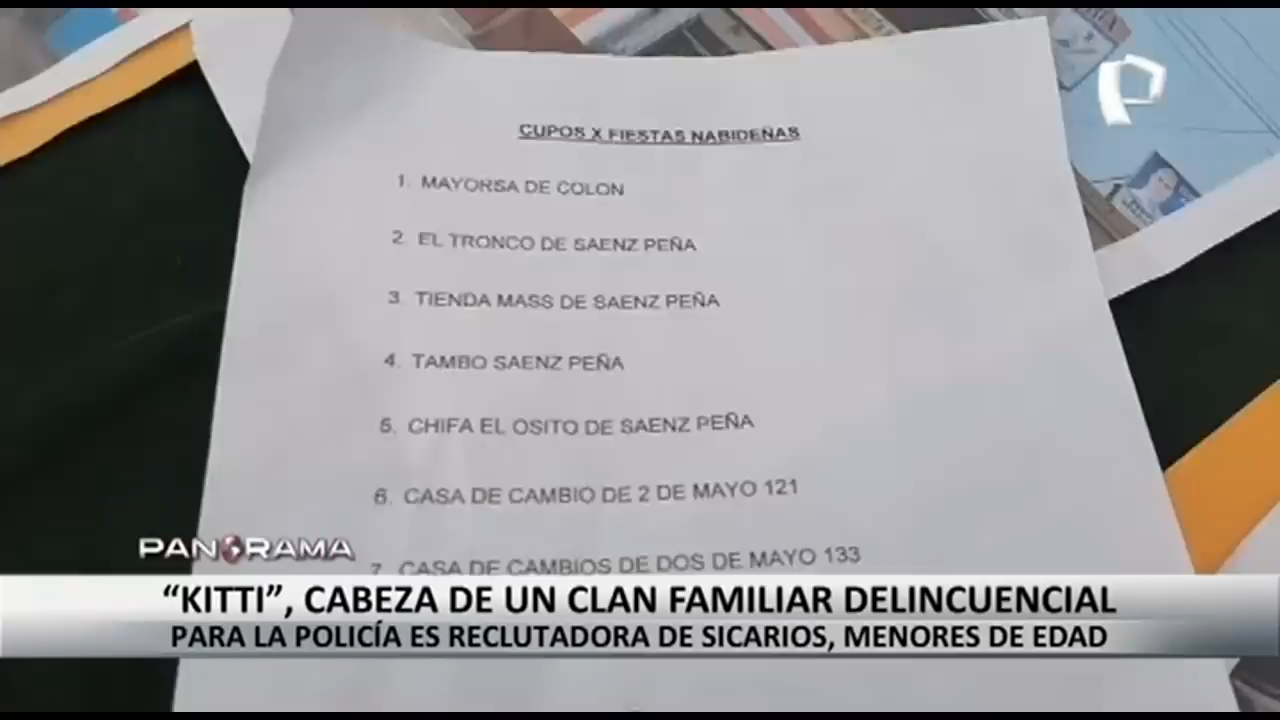 CUPOS X FIESTAS NABIDEÑAS
1. MAYORSA DE COLON
2. EL TRONCO DE SAENZ PEÑA
3. TIENDA MASS DE SAENZ PEÑA
4. TAMBO SAENZ PEÑA
5. CHIFA EL OSITO DE SAENZ PEÑA
6. CASA DE CAMBIO DE 2 DE MAYO 121
7. CASA DE CAMBIOS DE DOS DE MAYO 133
PANORAMA
“KITTI”, CABEZA DE UN CLAN FAMILIAR DELINCUENCIAL
PARA LA POLICÍA ES RECLUTADORA DE SICARIOS, MENORES DE EDAD